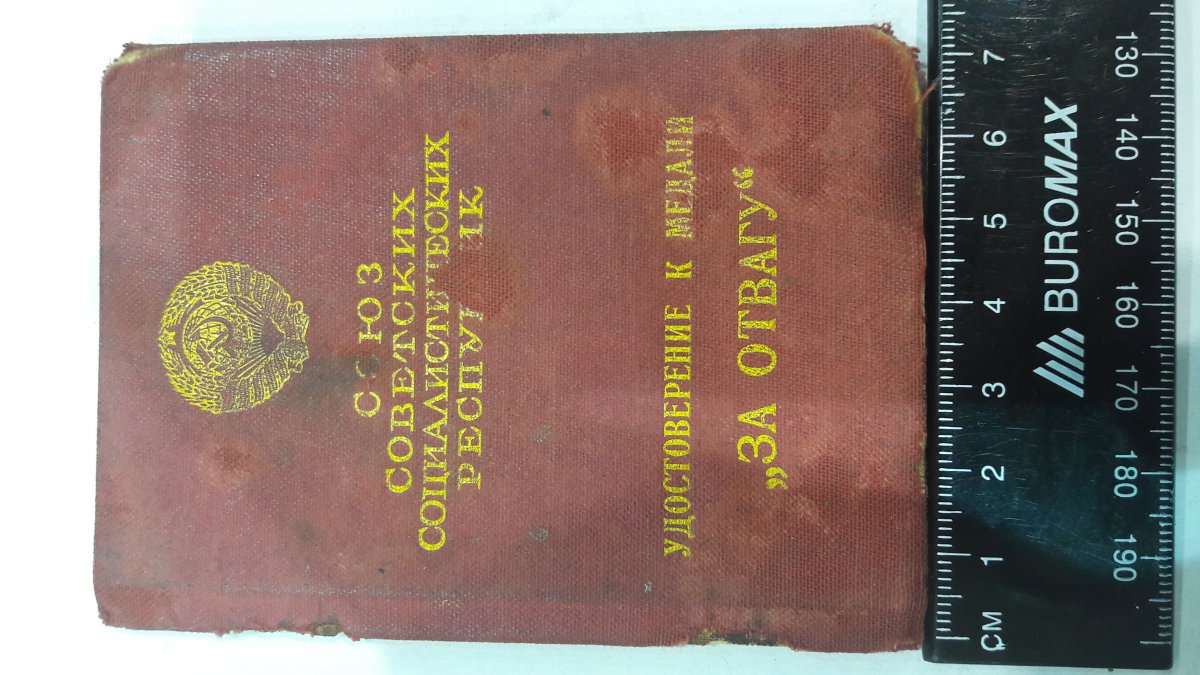 СОЮЗ
СОВЕТСКИХ
СОЦИАЛИСТИЧЕСКИХ
РЕСПУБЛИК
УДОСТОВЕРЕНИЕ К МЕДАЛИ
„ЗА ОТВАГУ“
СМ 1 2 3 4 5 6 7
BUROMAX
130 140 150 160 170 180 190